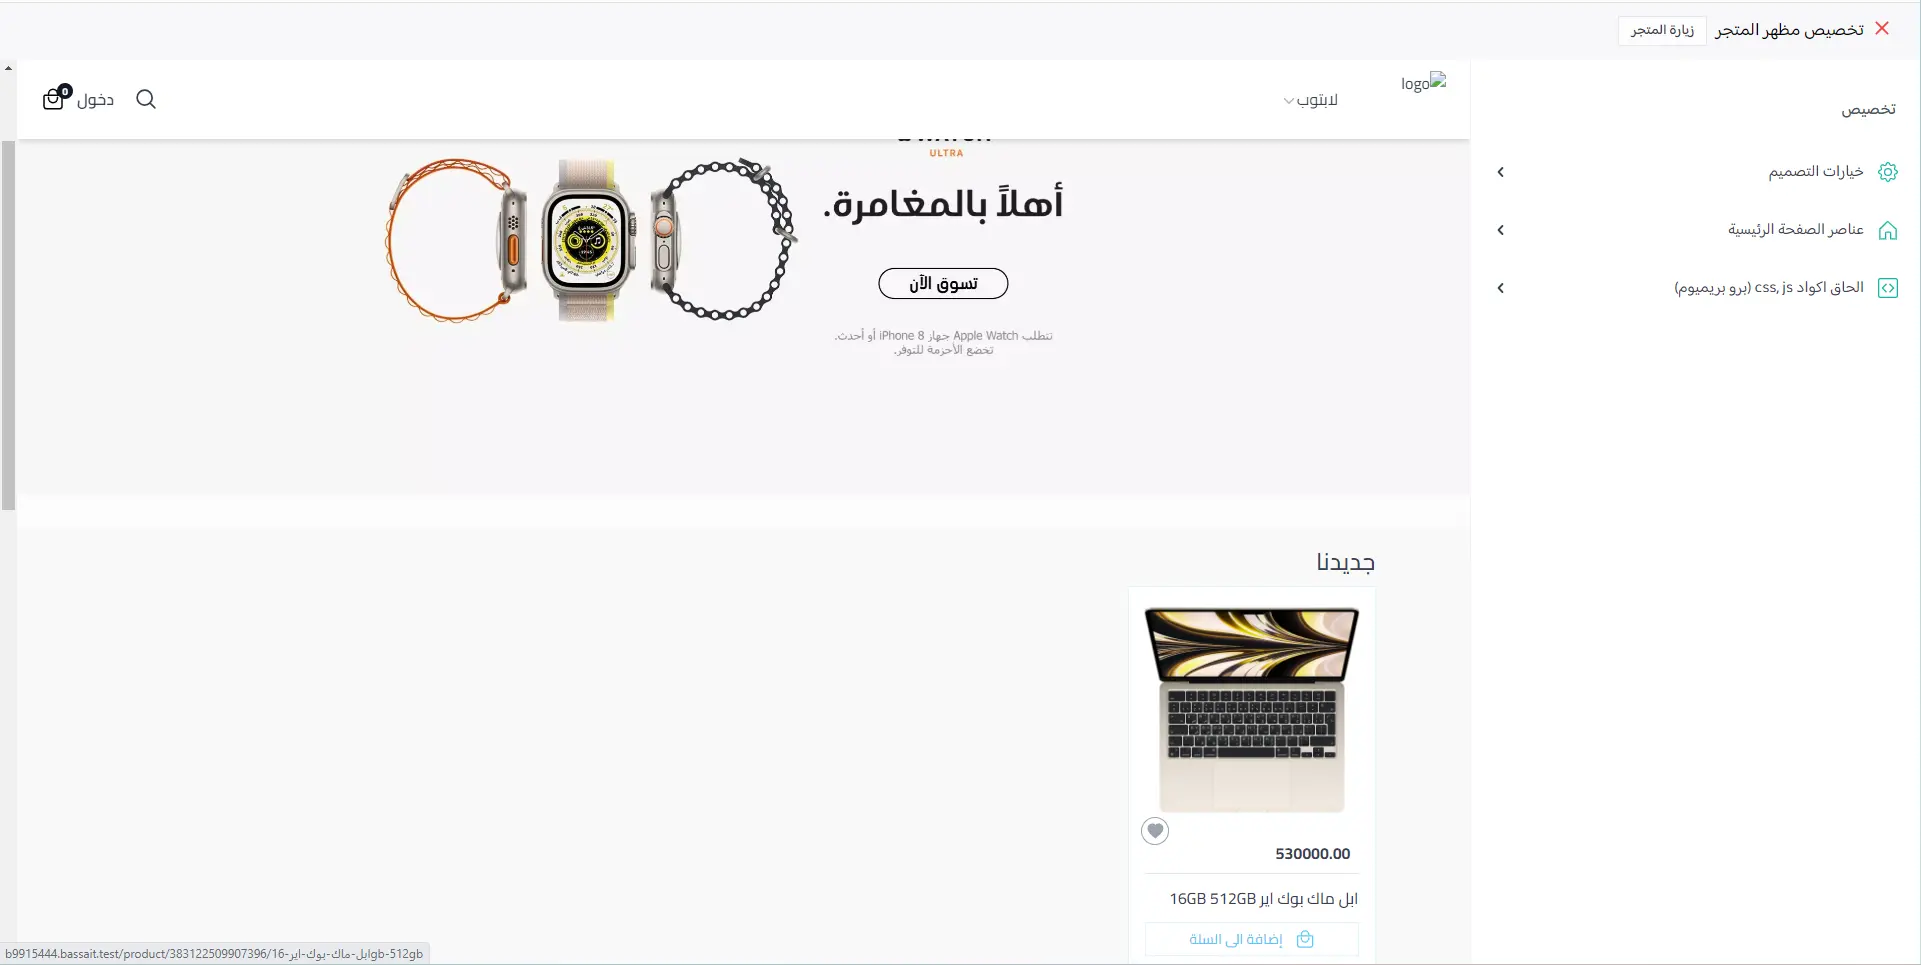 تخصيص مظهر المتجر
زيارة المتجر
تخصيص
خيارات التصميم
عناصر الصفحة الرئيسية
الحاق اكواد css, js (برو بريميوم)
logo
لابتوب
دخول
0
ULTRA
أهلاً بالمغامرة.
تسوق الآن
تتطلب Apple Watch جهاز iPhone 8 أو أحدث.
تخضع الأحزمة للتوفر.
جديدنا
530000.00
ابل ماك بوك اير 16GB 512GB
إضافة الى السلة
b9915444.bassait.test/product/383122509907396/16-ابل-ماك-بوك-ايرgb-512gb